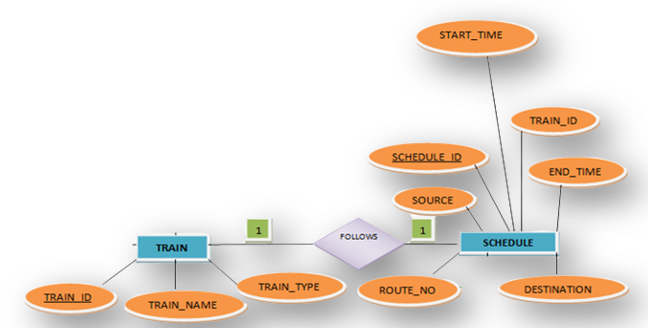 START_TIME
TRAIN_ID
SCHEDULE_ID
END_TIME
SOURCE
1
1
FOLLOWS
TRAIN
SCHEDULE
TRAIN_ID
TRAIN_NAME
TRAIN_TYPE
ROUTE_NO
DESTINATION